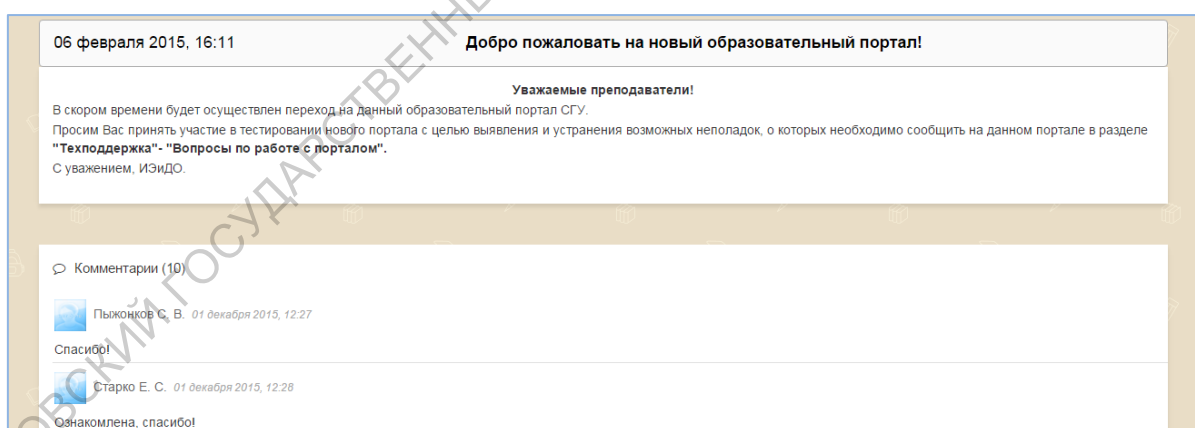 06 февраля 2015, 16:11 Добро пожаловать на новый образовательный портал!
Уважаемые преподаватели!
В скором времени будет осуществлен переход на данный образовательный портал СГУ.
Просим Вас принять участие в тестировании нового портала с целью выявления и устранения возможных неполадок, о которых необходимо сообщить на данном портале в разделе
"Техподдержка"- "Вопросы по работе с порталом".
С уважением, ИЭиДО.
Комментарии (10)
Пыжонков С. В. 01 декабря 2015, 12:27
Спасибо!
Старко Е. С. 01 декабря 2015, 12:28
Ознакомлена, спасибо!
ОВСКИЙ ГОСУДАРСТВЕННЫ